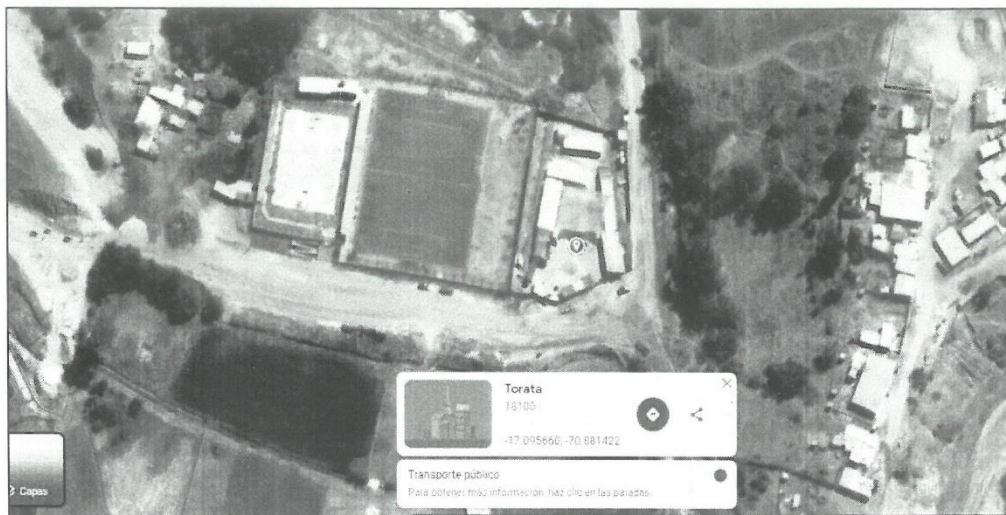 Torata
18100
-17.095660, -70.881422
Transporte público
Para obtener más información, haz clic en las paradas.
Capas